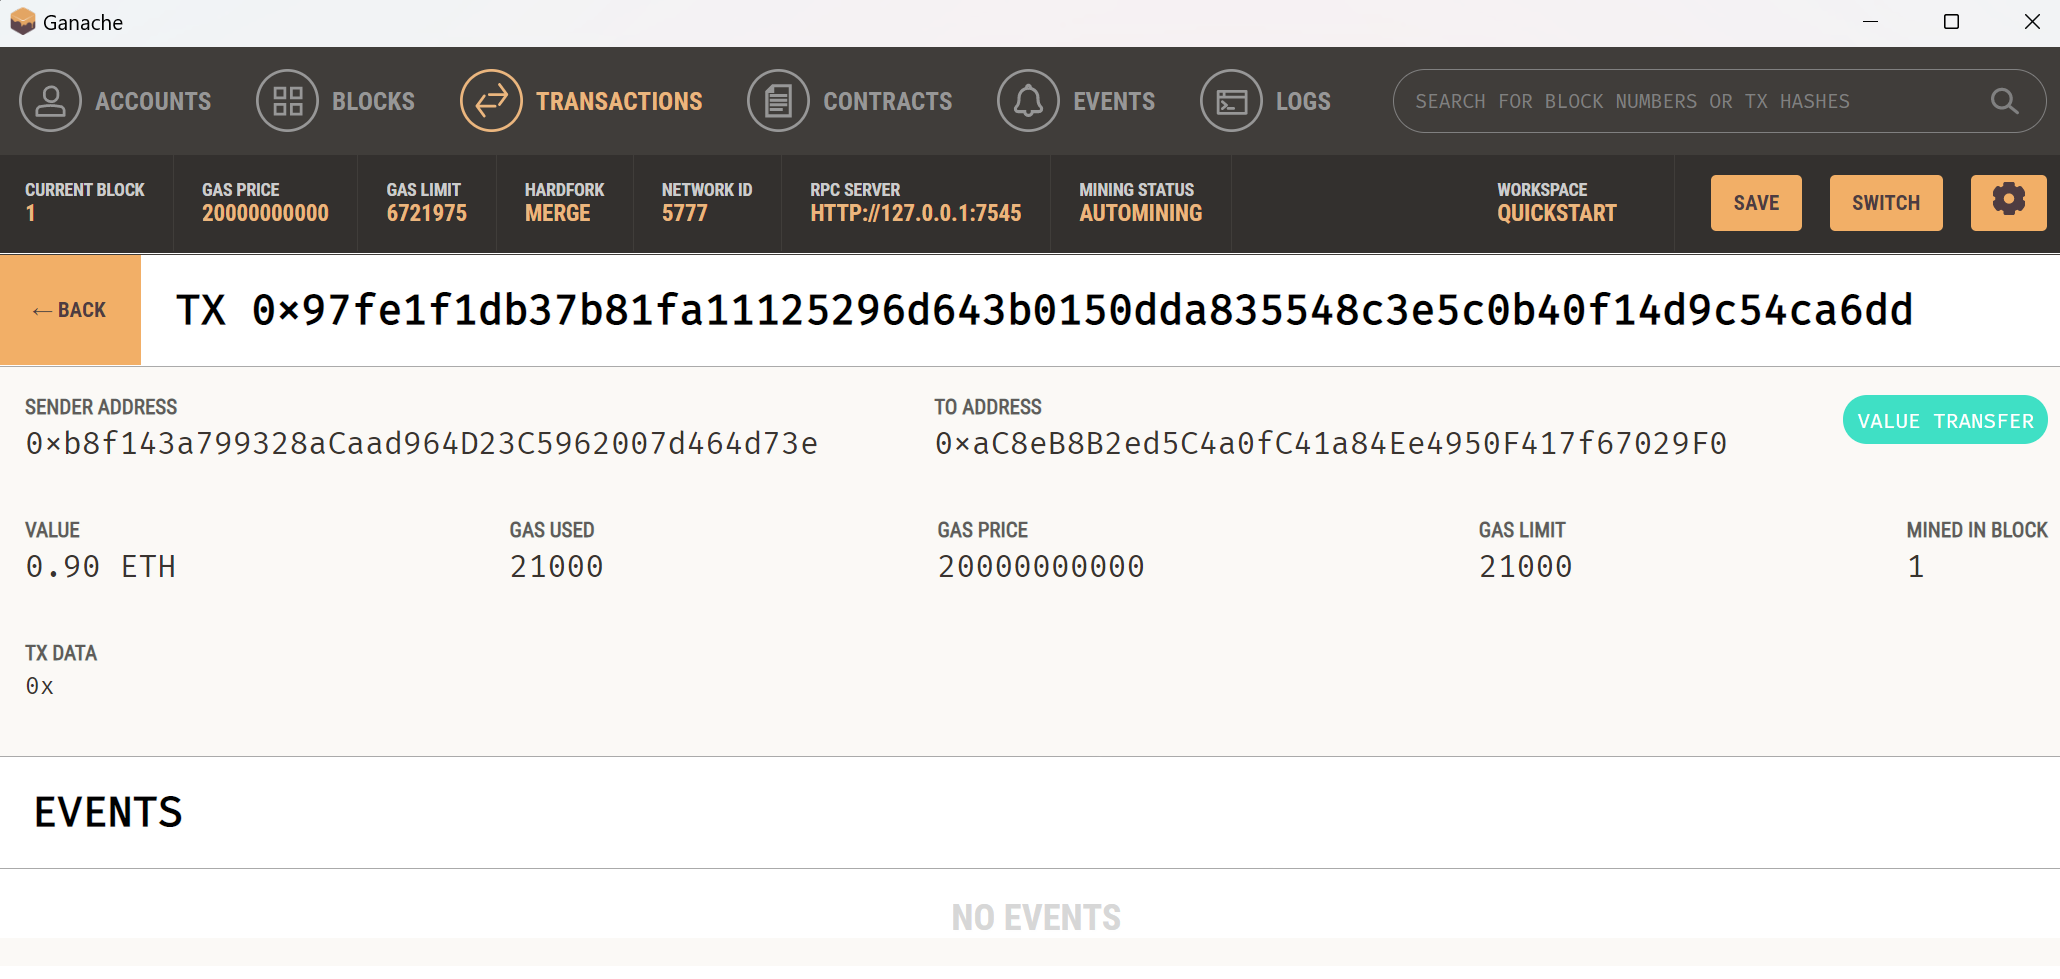 Ganache
ACCOUNTS BLOCKS TRANSACTIONS CONTRACTS EVENTS LOGS SEARCH FOR BLOCK NUMBERS OR TX HASHES
CURRENT BLOCK GAS PRICE GAS LIMIT HARDFORK NETWORK ID RPC SERVER MINING STATUS WORKSPACE
1 20000000000 6721975 MERGE 5777 HTTP://127.0.0.1:7545 AUTOMINING QUICKSTART SAVE SWITCH
← BACK TX 0×97fe1f1db37b81fa11125296d643b0150dda835548c3e5c0b40f14d9c54ca6dd
SENDER ADDRESS TO ADDRESS
0×b8f143a799328aCaad964D23C5962007d464d73e 0×aC8eB8B2ed5C4a0fC41a84Ee4950F417f67029F0 VALUE TRANSFER
VALUE GAS USED GAS PRICE GAS LIMIT MINED IN BLOCK
0.90 ETH 21000 20000000000 21000 1
TX DATA
0x
EVENTS
NO EVENTS